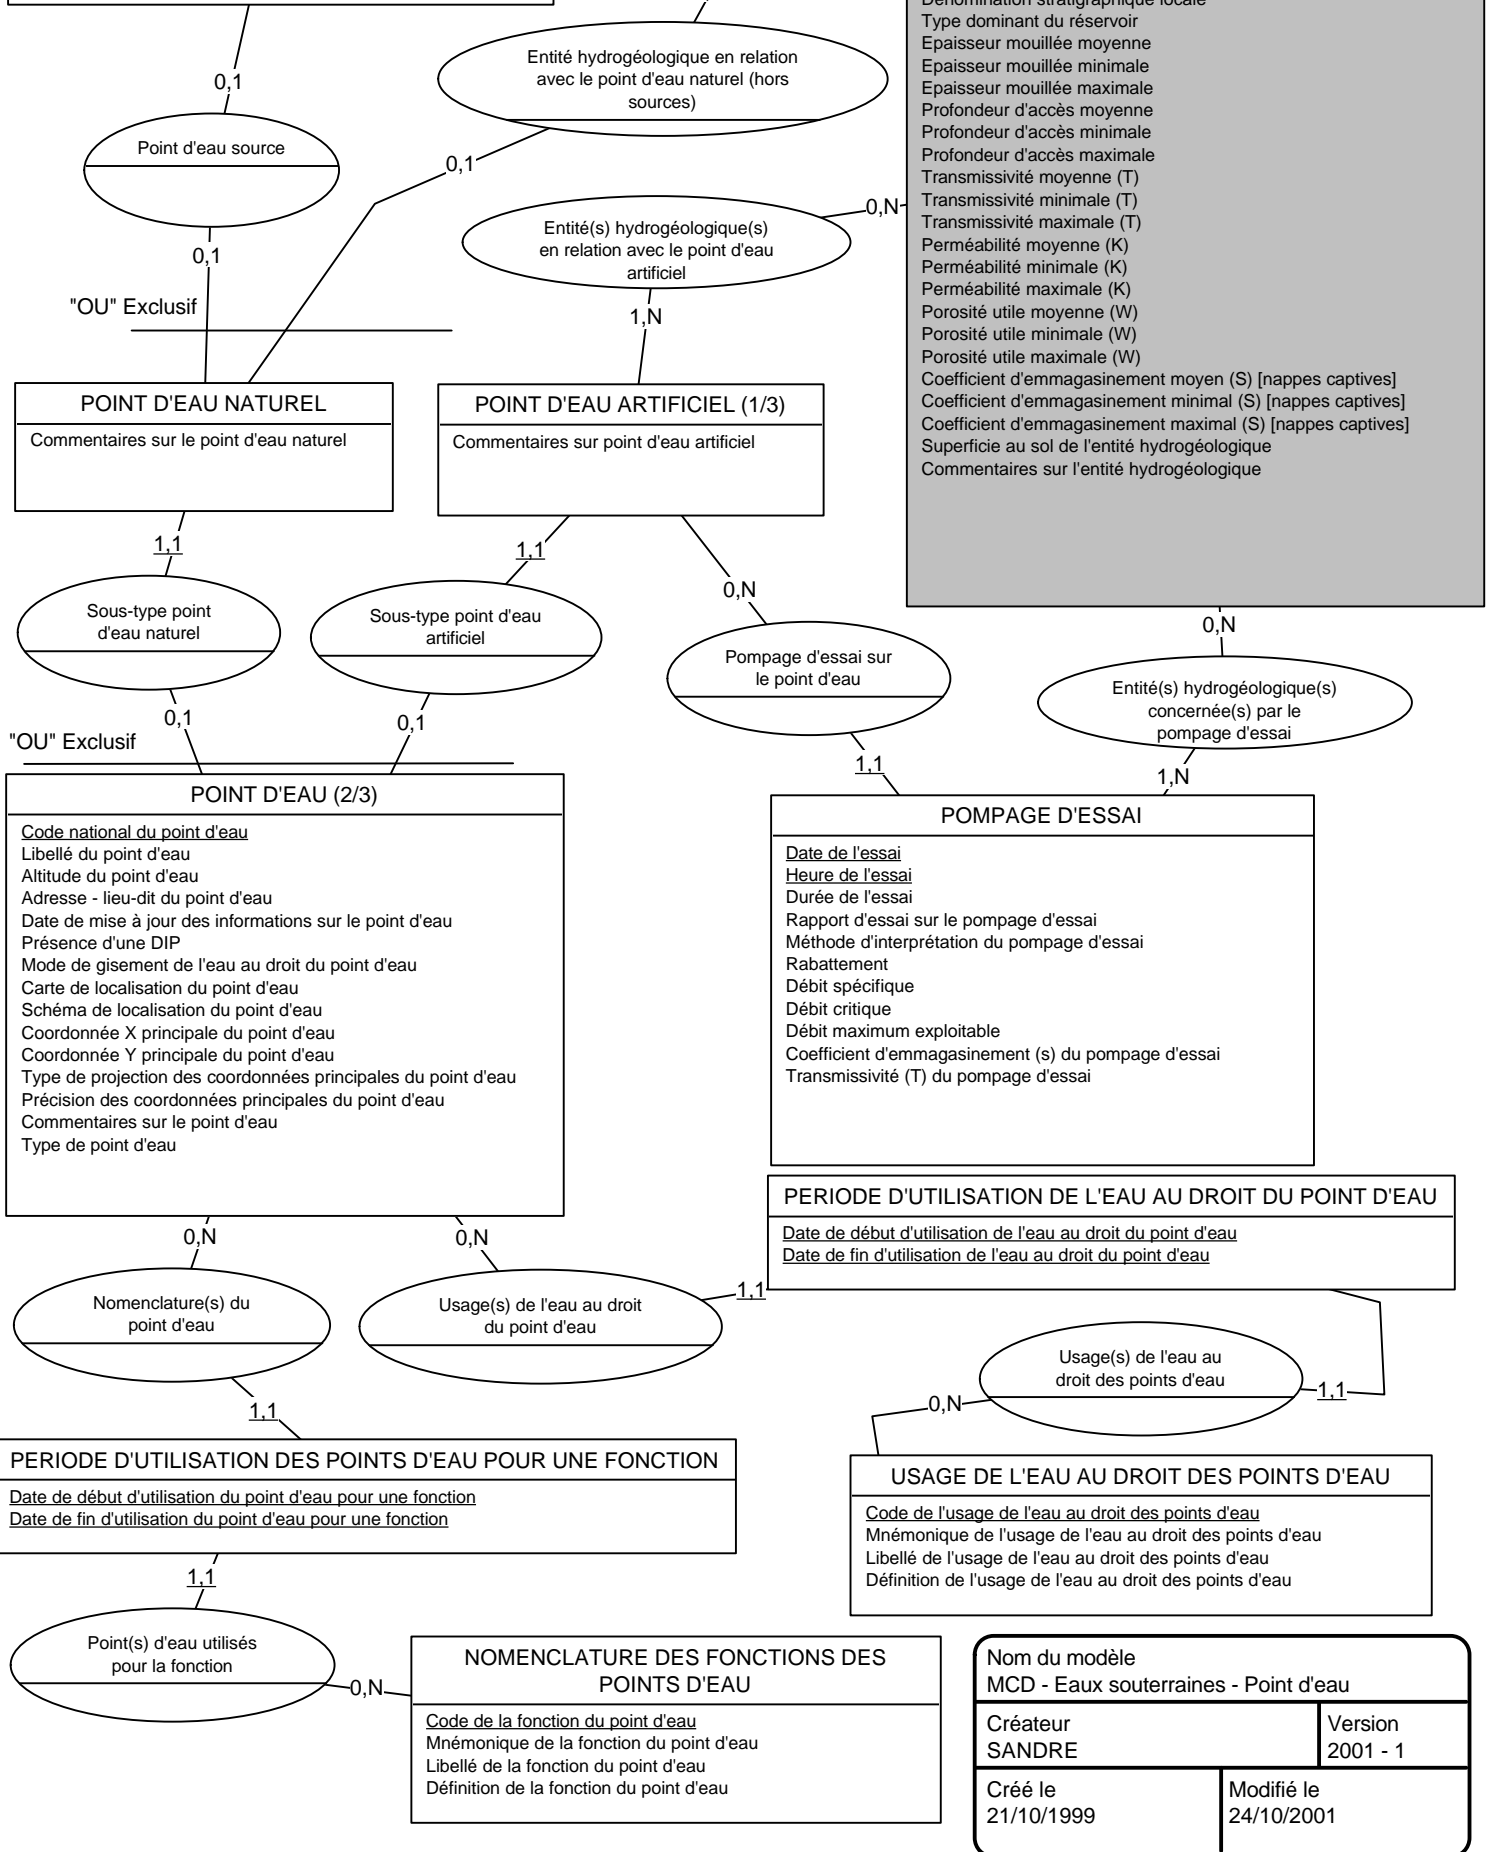 Dénomination stratigraphique locale
Type dominant du réservoir
Epaisseur mouillée moyenne
Epaisseur mouillée minimale
Epaisseur mouillée maximale
Profondeur d'accès moyenne
Profondeur d'accès minimale
Profondeur d'accès maximale
Transmissivité moyenne (T)
Transmissivité minimale (T)
Transmissivité maximale (T)
Perméabilité moyenne (K)
Perméabilité minimale (K)
Perméabilité maximale (K)
Porosité utile moyenne (W)
Porosité utile minimale (W)
Porosité utile maximale (W)
Coefficient d'emmagasinement moyen (S) [nappes captives]
Coefficient d'emmagasinement minimal (S) [nappes captives]
Coefficient d'emmagasinement maximal (S) [nappes captives]
Superficie au sol de l'entité hydrogéologique
Commentaires sur l'entité hydrogéologique
Entité hydrogéologique en relation
avec le point d'eau naturel (hors
sources)
0,1
Point d'eau source
0,1
0,1
Entité(s) hydrogéologique(s)
en relation avec le point d'eau
artificiel
0,N
1,N
"OU" Exclusif
POINT D'EAU NATUREL
Commentaires sur le point d'eau naturel
POINT D'EAU ARTIFICIEL (1/3)
Commentaires sur point d'eau artificiel
1,1
1,1
0,N
0,N
Sous-type point
d'eau naturel
Sous-type point d'eau
artificiel
Pompage d'essai sur
le point d'eau
Entité(s) hydrogéologique(s)
concernée(s) par le
pompage d'essai
0,1
0,1
1,1
1,N
"OU" Exclusif
POINT D'EAU (2/3)
Code national du point d'eau
Libellé du point d'eau
Altitude du point d'eau
Adresse - lieu-dit du point d'eau
Date de mise à jour des informations sur le point d'eau
Présence d'une DIP
Mode de gisement de l'eau au droit du point d'eau
Carte de localisation du point d'eau
Schéma de localisation du point d'eau
Coordonnée X principale du point d'eau
Coordonnée Y principale du point d'eau
Type de projection des coordonnées principales du point d'eau
Précision des coordonnées principales du point d'eau
Commentaires sur le point d'eau
Type de point d'eau
POMPAGE D'ESSAI
Date de l'essai
Heure de l'essai
Durée de l'essai
Rapport d'essai sur le pompage d'essai
Méthode d'interprétation du pompage d'essai
Rabattement
Débit spécifique
Débit critique
Débit maximum exploitable
Coefficient d'emmagasinement (s) du pompage d'essai
Transmissivité (T) du pompage d'essai
PERIODE D'UTILISATION DE L'EAU AU DROIT DU POINT D'EAU
Date de début d'utilisation de l'eau au droit du point d'eau
Date de fin d'utilisation de l'eau au droit du point d'eau
0,N
0,N
Nomenclature(s) du
point d'eau
Usage(s) de l'eau au droit
du point d'eau
1,1
Usage(s) de l'eau au
droit des points d'eau
1,1
0,N
1,1
PERIODE D'UTILISATION DES POINTS D'EAU POUR UNE FONCTION
Date de début d'utilisation du point d'eau pour une fonction
Date de fin d'utilisation du point d'eau pour une fonction
USAGE DE L'EAU AU DROIT DES POINTS D'EAU
Code de l'usage de l'eau au droit des points d'eau
Mnémonique de l'usage de l'eau au droit des points d'eau
Libellé de l'usage de l'eau au droit des points d'eau
Définition de l'usage de l'eau au droit des points d'eau
1,1
Point(s) d'eau utilisés
pour la fonction
0,N
NOMENCLATURE DES FONCTIONS DES
POINTS D'EAU
Code de la fonction du point d'eau
Mnémonique de la fonction du point d'eau
Libellé de la fonction du point d'eau
Définition de la fonction du point d'eau
Nom du modèle
MCD - Eaux souterraines - Point d'eau
Créateur
SANDRE
Version
2001 - 1
Créé le
21/10/1999
Modifié le
24/10/2001